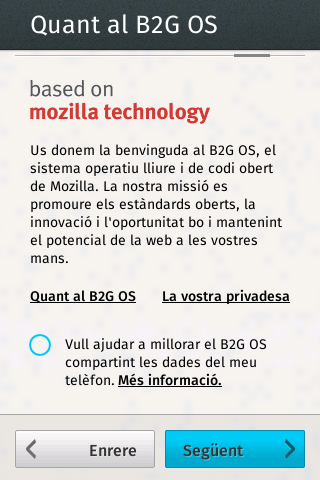 Quant al B2G OS
based on
mozilla technology
Us donem la benvinguda al B2G OS, el
sistema operatiu lliure i de codi obert
de Mozilla. La nostra missió es
promoure els estàndards oberts, la
innovació i l'oportunitat bo i mantenint
el potencial de la web a les vostres
mans.
Quant al B2G OS La vostra privadesa
Vull ajudar a millorar el B2G OS
compartint les dades del meu
telèfon. Més informació.
Enrere Següent